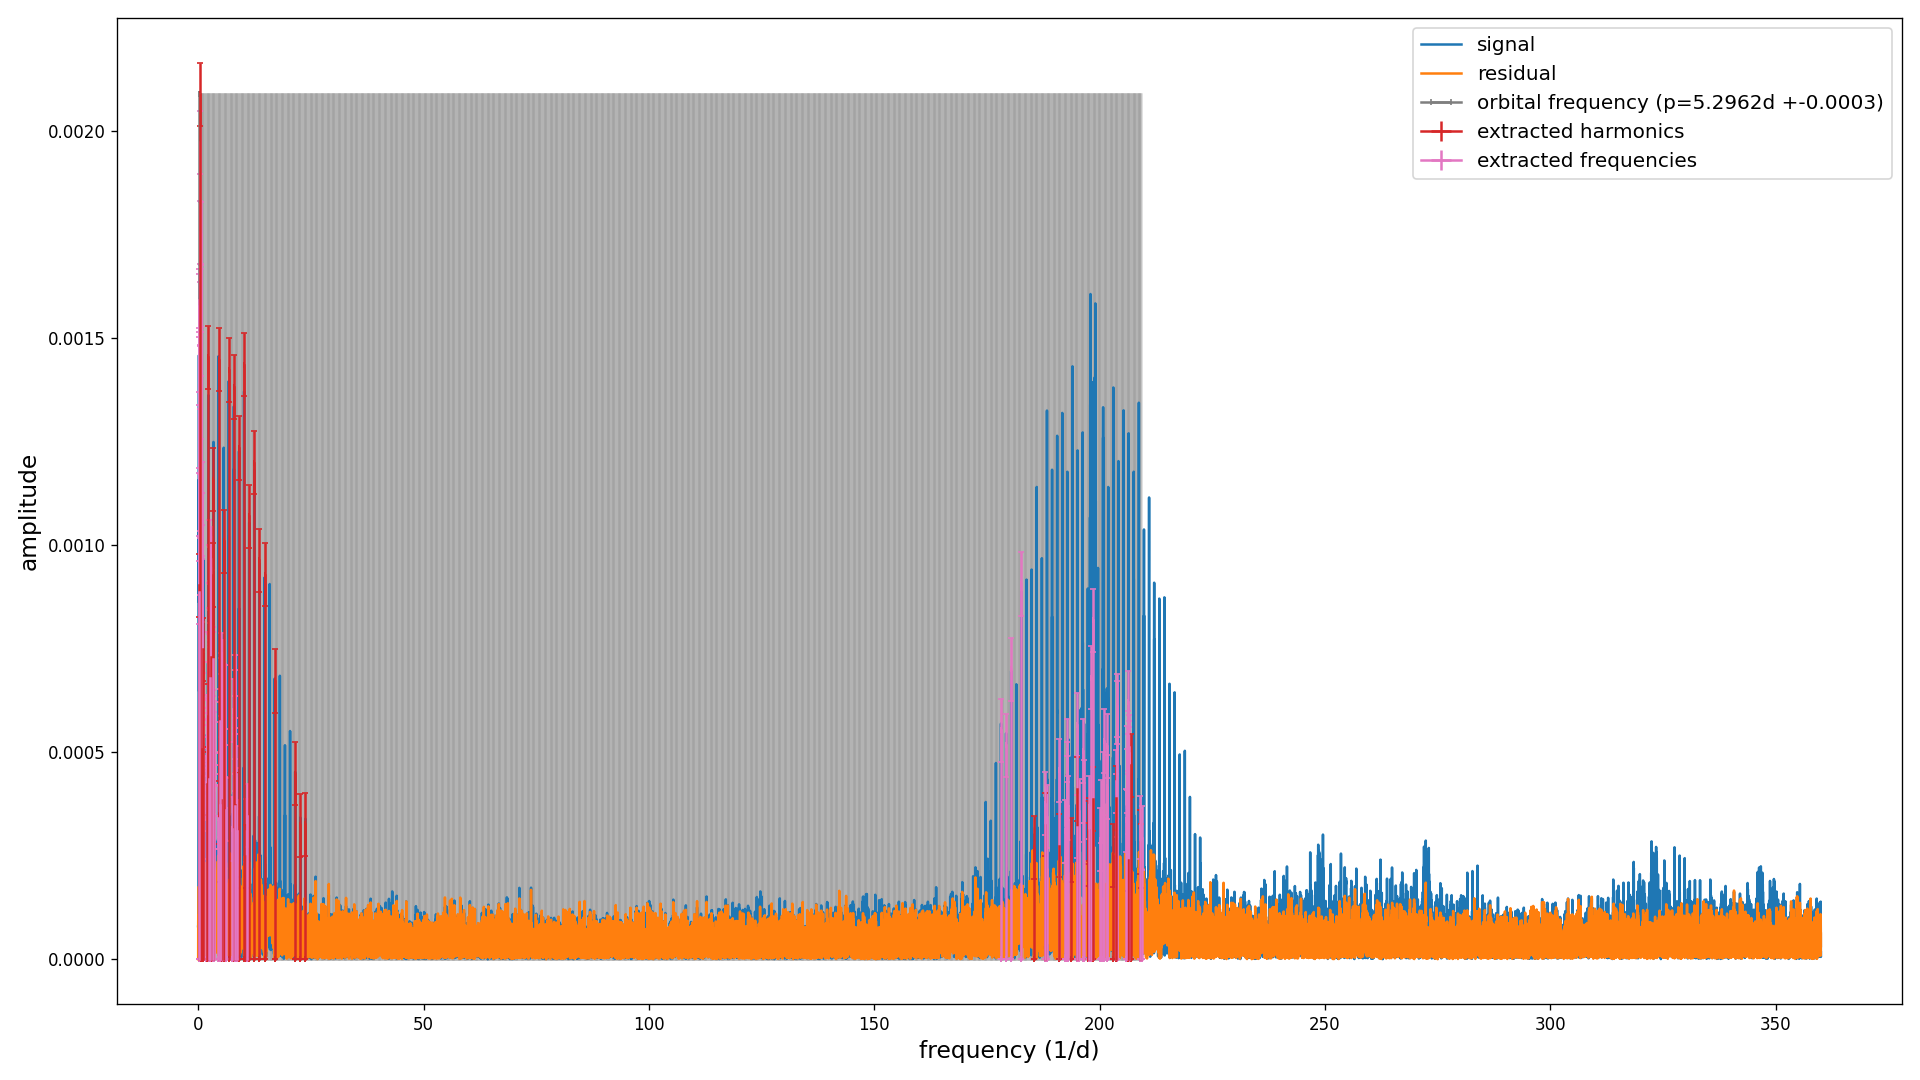 signal
residual
orbital frequency (p=5.2962d +-0.0003)
extracted harmonics
extracted frequencies
amplitude
0.0020
0.0015
0.0010
0.0005
0.0000
0 50 100 150 200 250 300 350
frequency (1/d)